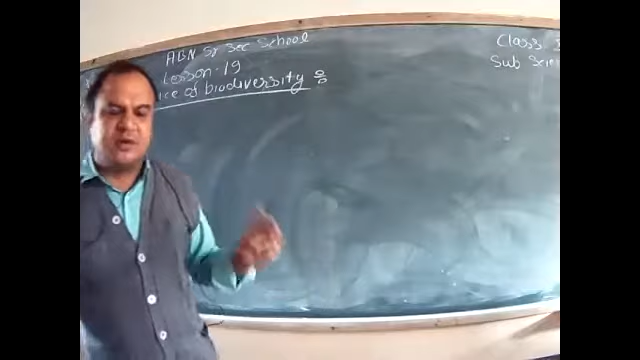 ABN Sr Sec School
Lesson - 19
ice of biodiversity :-
Class
Sub Scie